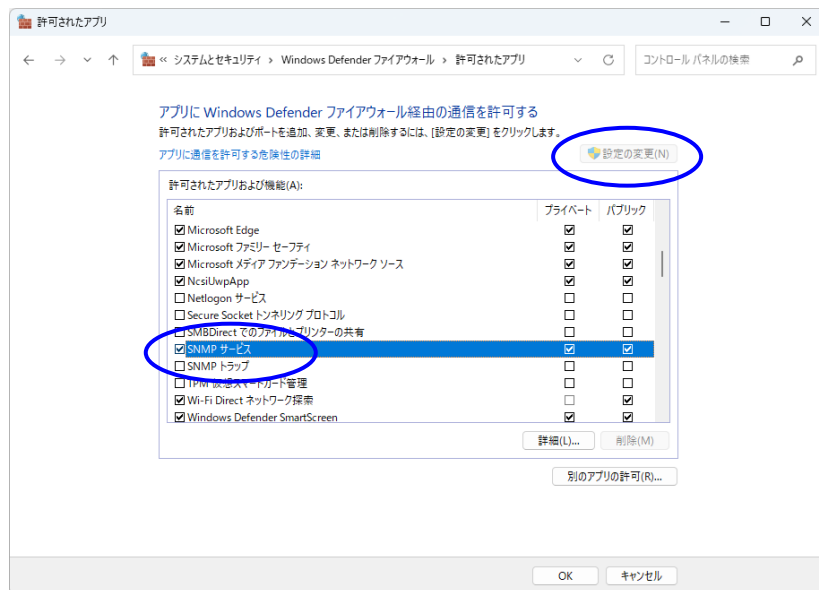 許可されたアプリ
« システムとセキュリティ › Windows Defender ファイアウォール › 許可されたアプリ
コントロール パネルの検索
アプリに Windows Defender ファイアウォール経由の通信を許可する
許可されたアプリおよびポートを追加、変更、または削除するには、[設定の変更] をクリックします。
アプリに通信を許可する危険性の詳細
設定の変更(N)
許可されたアプリおよび機能(A):
名前 プライベート パブリック
Microsoft Edge
Microsoft ファミリー セーフティ
Microsoft メディア ファンデーション ネットワーク ソース
NcsiUwpApp
Netlogon サービス
Secure Socket トンネリング プロトコル
SMBDirect でのファイルとプリンターの共有
SNMP サービス
SNMP トラップ
TPM 仮想スマートカード管理
Wi-Fi Direct ネットワーク探索
Windows Defender SmartScreen
詳細(L)... 削除(M)
別のアプリの許可(R)...
OK キャンセル